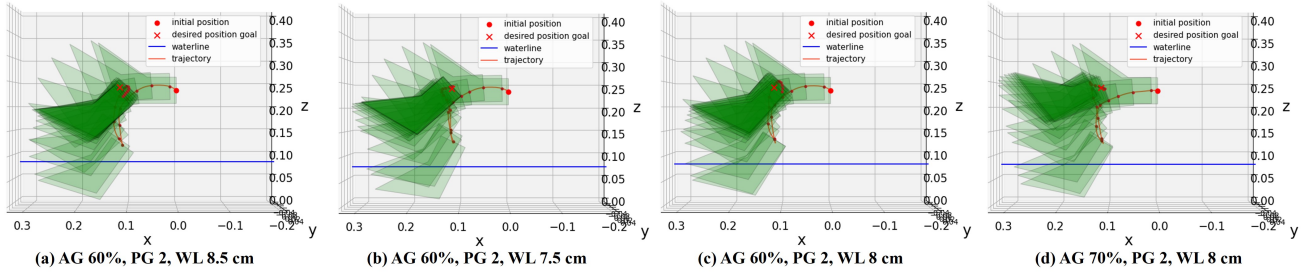 initial position
desired position goal
waterline
trajectory
0.40
0.35
0.30
0.25
0.20
0.15
0.10
0.05
0.00
z
0.3
0.2
0.1
0.0
−0.1
−0.2
x
y
(a) AG 60%, PG 2, WL 8.5 cm
initial position
desired position goal
waterline
trajectory
0.40
0.35
0.30
0.25
0.20
0.15
0.10
0.05
0.00
z
0.3
0.2
0.1
0.0
−0.1
−0.2
x
y
(b) AG 60%, PG 2, WL 7.5 cm
initial position
desired position goal
waterline
trajectory
0.40
0.35
0.30
0.25
0.20
0.15
0.10
0.05
0.00
z
0.3
0.2
0.1
0.0
−0.1
−0.2
x
y
(c) AG 60%, PG 2, WL 8 cm
initial position
desired position goal
waterline
trajectory
0.40
0.35
0.30
0.25
0.20
0.15
0.10
0.05
0.00
z
0.3
0.2
0.1
0.0
−0.1
−0.2
x
y
(d) AG 70%, PG 2, WL 8 cm